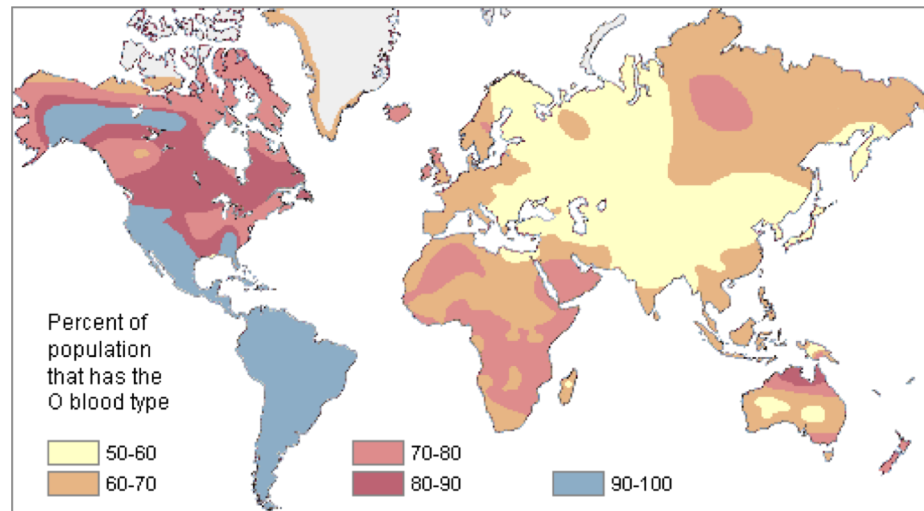 Percent of
population
that has the
O blood type
50-60
60-70
70-80
80-90
90-100